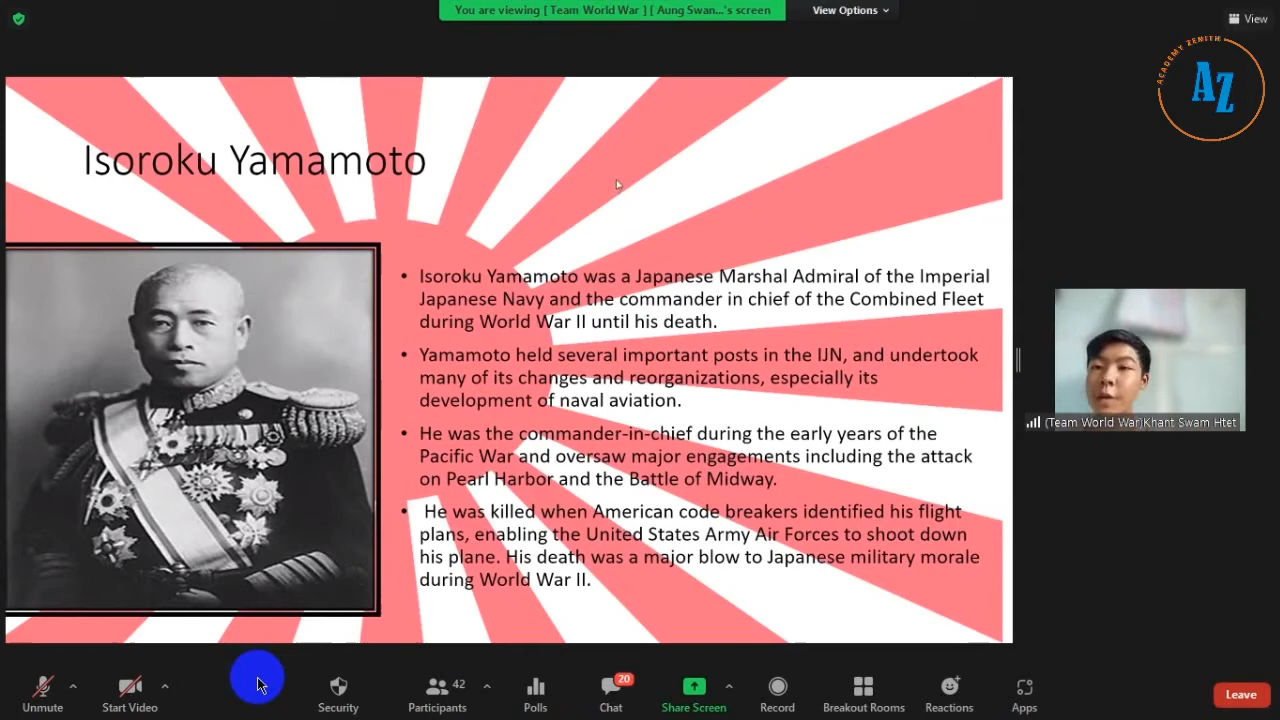 You are viewing [ Team World War ] [ Aung Swan...'s screen
View Options
View
ACADEMY ZENITH
AZ
Isoroku Yamamoto
• Isoroku Yamamoto was a Japanese Marshal Admiral of the Imperial
Japanese Navy and the commander in chief of the Combined Fleet
during World War II until his death.
• Yamamoto held several important posts in the IJN, and undertook
many of its changes and reorganizations, especially its
development of naval aviation.
• He was the commander-in-chief during the early years of the
Pacific War and oversaw major engagements including the attack
on Pearl Harbor and the Battle of Midway.
• He was killed when American code breakers identified his flight
plans, enabling the United States Army Air Forces to shoot down
his plane. His death was a major blow to Japanese military morale
during World War II.
(Team World War)Khant Swam Htet
Unmute
Start Video
Security
42
Participants
Polls
20
Chat
Share Screen
Record
Breakout Rooms
Reactions
Apps
Leave